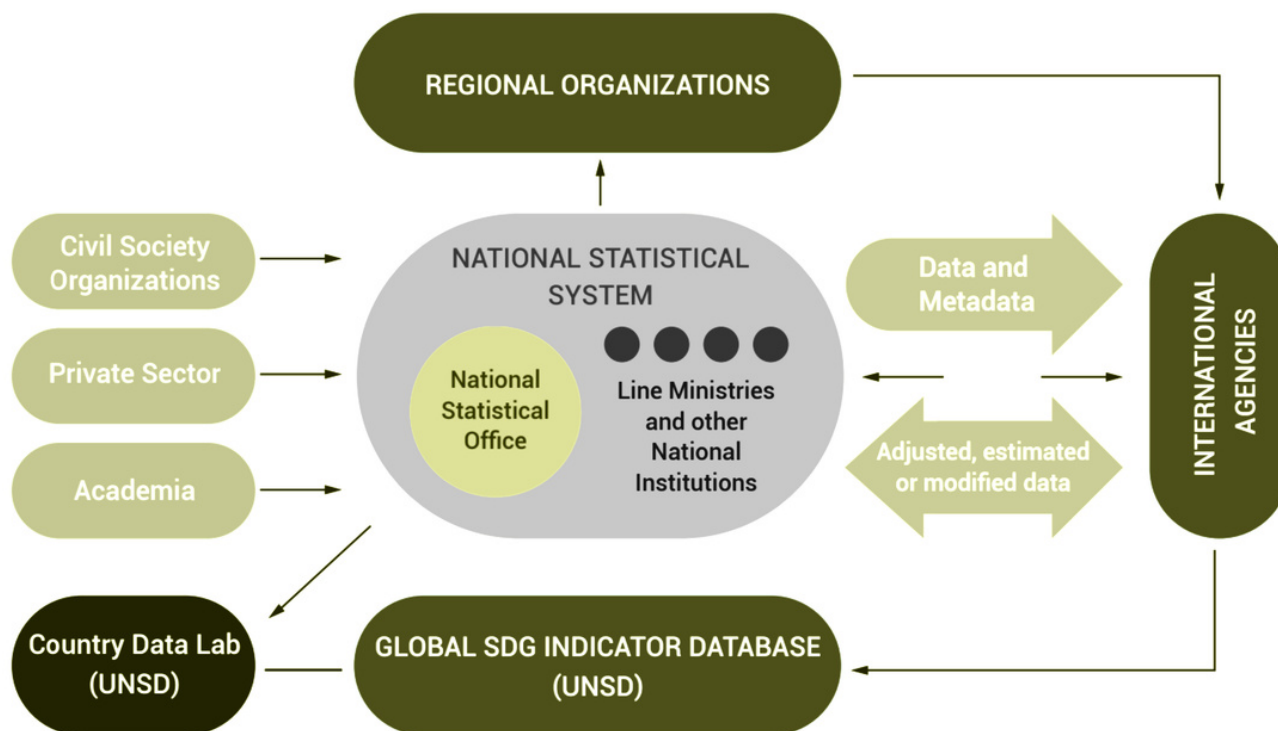 REGIONAL ORGANIZATIONS
Civil Society
Organizations
Private Sector
Academia
NATIONAL STATISTICAL
SYSTEM
National
Statistical
Office
Line Ministries
and other
National
Institutions
Data and
Metadata
Adjusted, estimated
or modified data
INTERNATIONAL
AGENCIES
Country Data Lab
(UNSD)
GLOBAL SDG INDICATOR DATABASE
(UNSD)